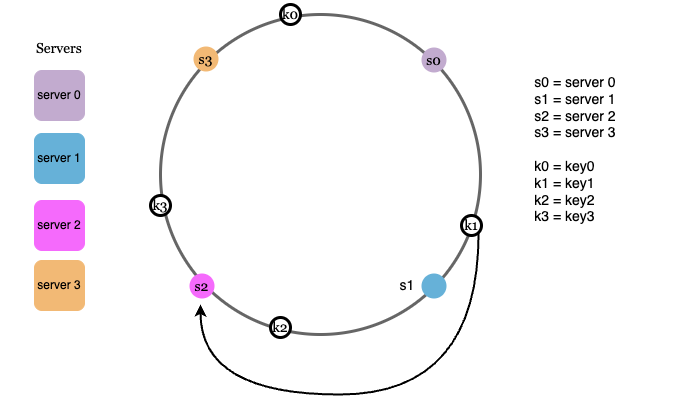 Servers
server 0
server 1
server 2
server 3
k0
s3
s0
k3
k1
s2
s1
k2
s0 = server 0
s1 = server 1
s2 = server 2
s3 = server 3
k0 = key0
k1 = key1
k2 = key2
k3 = key3